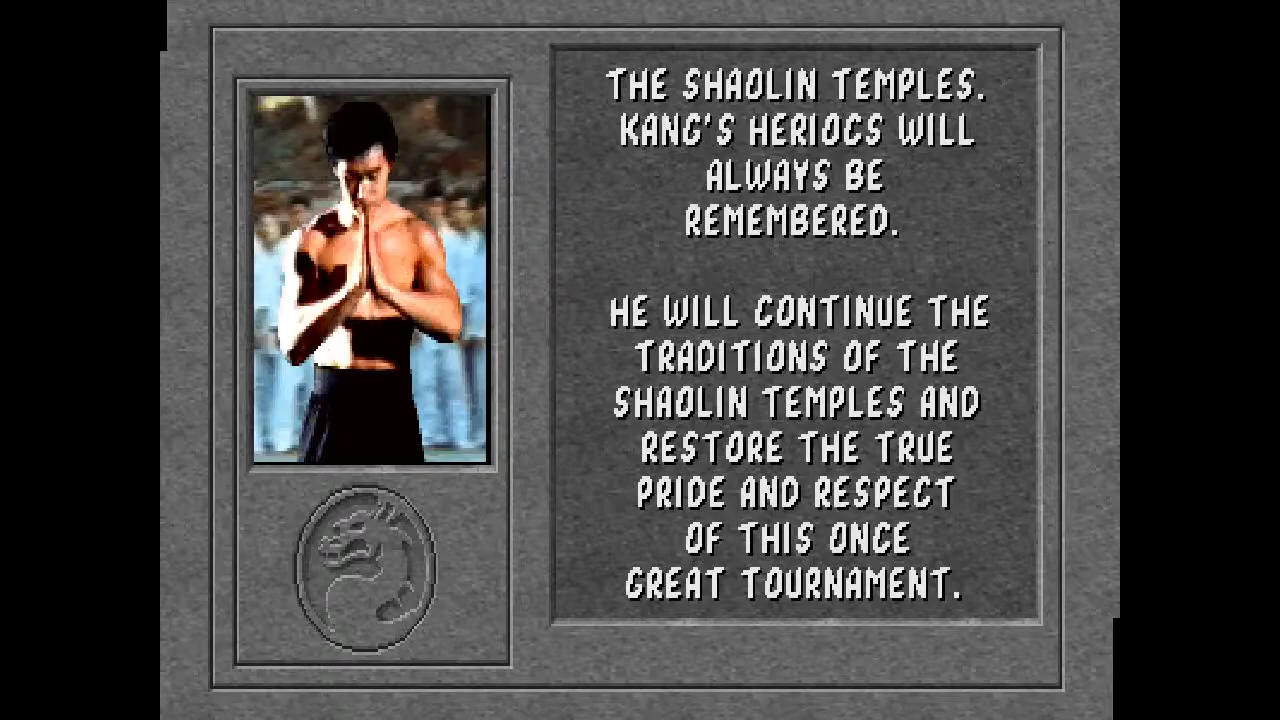 THE SHAOLIN TEMPLES.
KANG'S HERIOCS WILL
ALWAYS BE
REMEMBERED.
HE WILL CONTINUE THE
TRADITIONS OF THE
SHAOLIN TEMPLES AND
RESTORE THE TRUE
PRIDE AND RESPECT
OF THIS ONCE
GREAT TOURNAMENT.